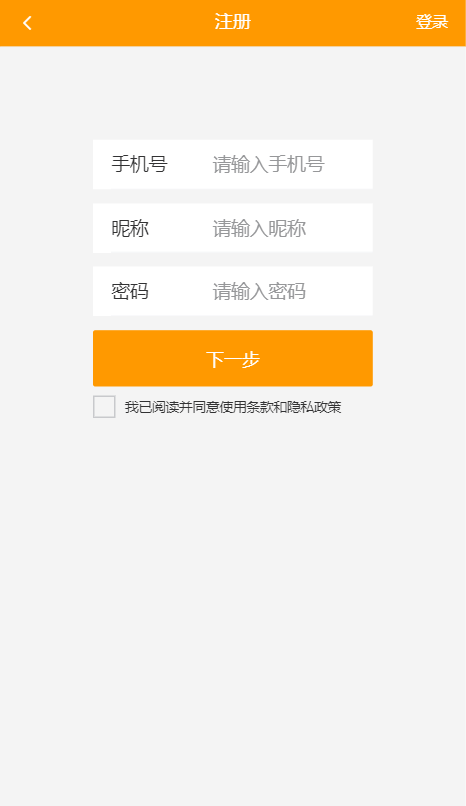 注册
登录
手机号 请输入手机号
昵称 请输入昵称
密码 请输入密码
下一步
我已阅读并同意使用条款和隐私政策